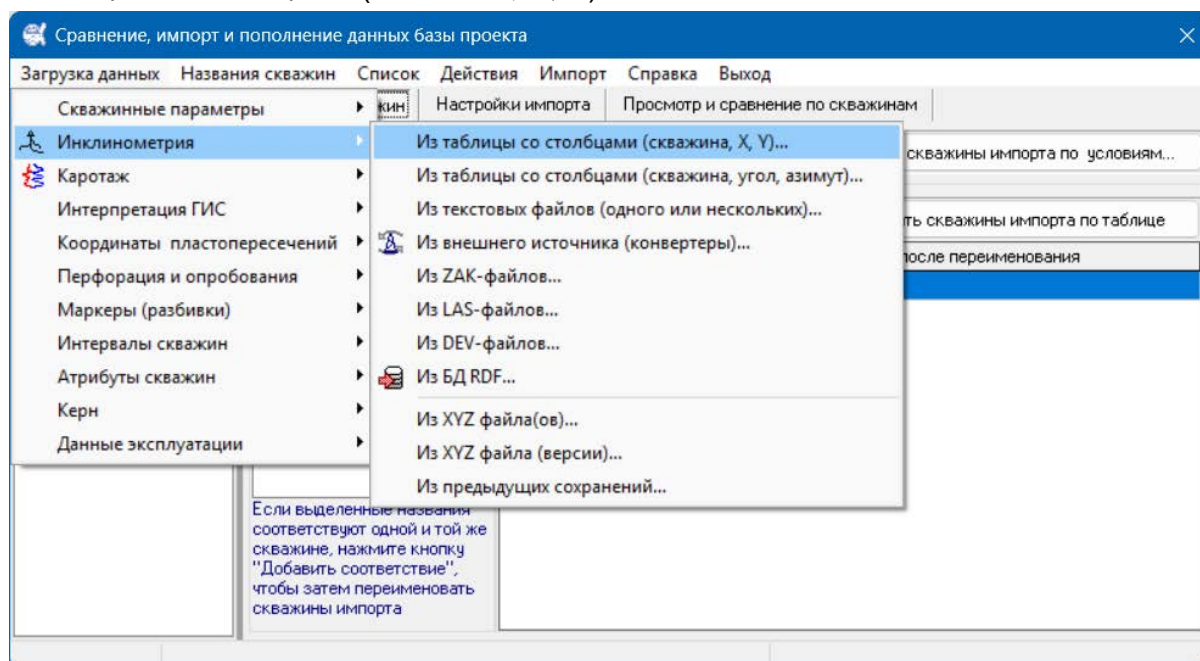 Сравнение, импорт и пополнение данных базы проекта
Загрузка данных Названия скважин Список Действия Импорт Справка Выход
Настройки импорта Просмотр и сравнение по скважинам
Скважинные параметры
Инклинометрия
Каротаж
Интерпретация ГИС
Координаты пластопересечений
Перфорация и опробования
Маркеры (разбивки)
Интервалы скважин
Атрибуты скважин
Керн
Данные эксплуатации
Из таблицы со столбцами (скважина, X, Y)...
Из таблицы со столбцами (скважина, угол, азимут)...
Из текстовых файлов (одного или нескольких)...
Из внешнего источника (конвертеры)...
Из ZAK-файлов...
Из LAS-файлов...
Из DEV-файлов...
Из БД RDF...
Из XYZ файла(ов)...
Из XYZ файла (версии)...
Из предыдущих сохранений...
скважины импорта по условиям...
скважины импорта по таблице
после переименования
Если выделенные названия
соответствуют одной и той же
скважине, нажмите кнопку
"Добавить соответствие",
чтобы затем переименовать
скважины импорта